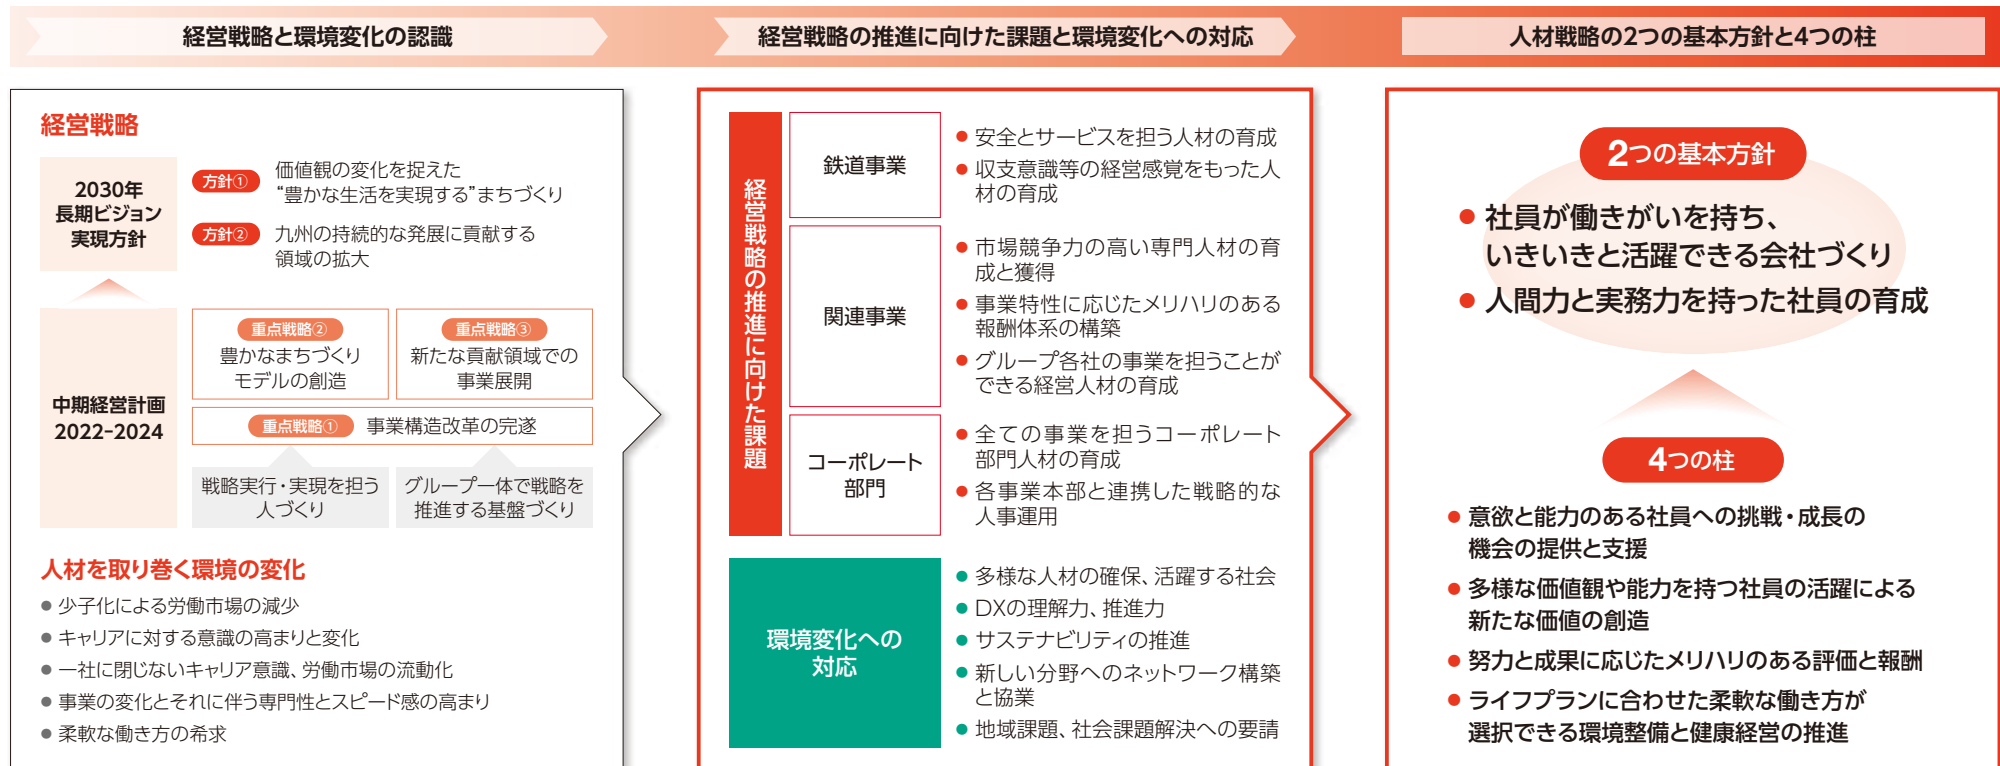 経営戦略と環境変化の認識
経営戦略の推進に向けた課題と環境変化への対応
人材戦略の2つの基本方針と4つの柱
経営戦略
2030年
長期ビジョン
実現方針
方針①
価値観の変化を捉えた
“豊かな生活を実現する”まちづくり
方針②
九州の持続的な発展に貢献する
領域の拡大
中期経営計画
2022-2024
重点戦略②
豊かなまちづくり
モデルの創造
重点戦略③
新たな貢献領域での
事業展開
重点戦略① 事業構造改革の完遂
戦略実行・実現を担う
人づくり
グループ一体で戦略を
推進する基盤づくり
人材を取り巻く環境の変化
● 少子化による労働市場の減少
● キャリアに対する意識の高まりと変化
● 一社に閉じないキャリア意識、労働市場の流動化
● 事業の変化とそれに伴う専門性とスピード感の高まり
● 柔軟な働き方の希求
経営戦略の推進に向けた課題
鉄道事業
● 安全とサービスを担う人材の育成
● 収支意識等の経営感覚をもった人
材の育成
関連事業
● 市場競争力の高い専門人材の育
成と獲得
● 事業特性に応じたメリハリのある
報酬体系の構築
● グループ各社の事業を担うことが
できる経営人材の育成
コーポレート
部門
● 全ての事業を担うコーポレート
部門人材の育成
● 各事業本部と連携した戦略的な
人事運用
環境変化への
対応
● 多様な人材の確保、活躍する社会
● DXの理解力、推進力
● サステナビリティの推進
● 新しい分野へのネットワーク構築
と協業
● 地域課題、社会課題解決への要請
2つの基本方針
● 社員が働きがいを持ち、
いきいきと活躍できる会社づくり
● 人間力と実務力を持った社員の育成
4つの柱
● 意欲と能力のある社員への挑戦・成長の
機会の提供と支援
● 多様な価値観や能力を持つ社員の活躍による
新たな価値の創造
● 努力と成果に応じたメリハリのある評価と報酬
● ライフプランに合わせた柔軟な働き方が
選択できる環境整備と健康経営の推進